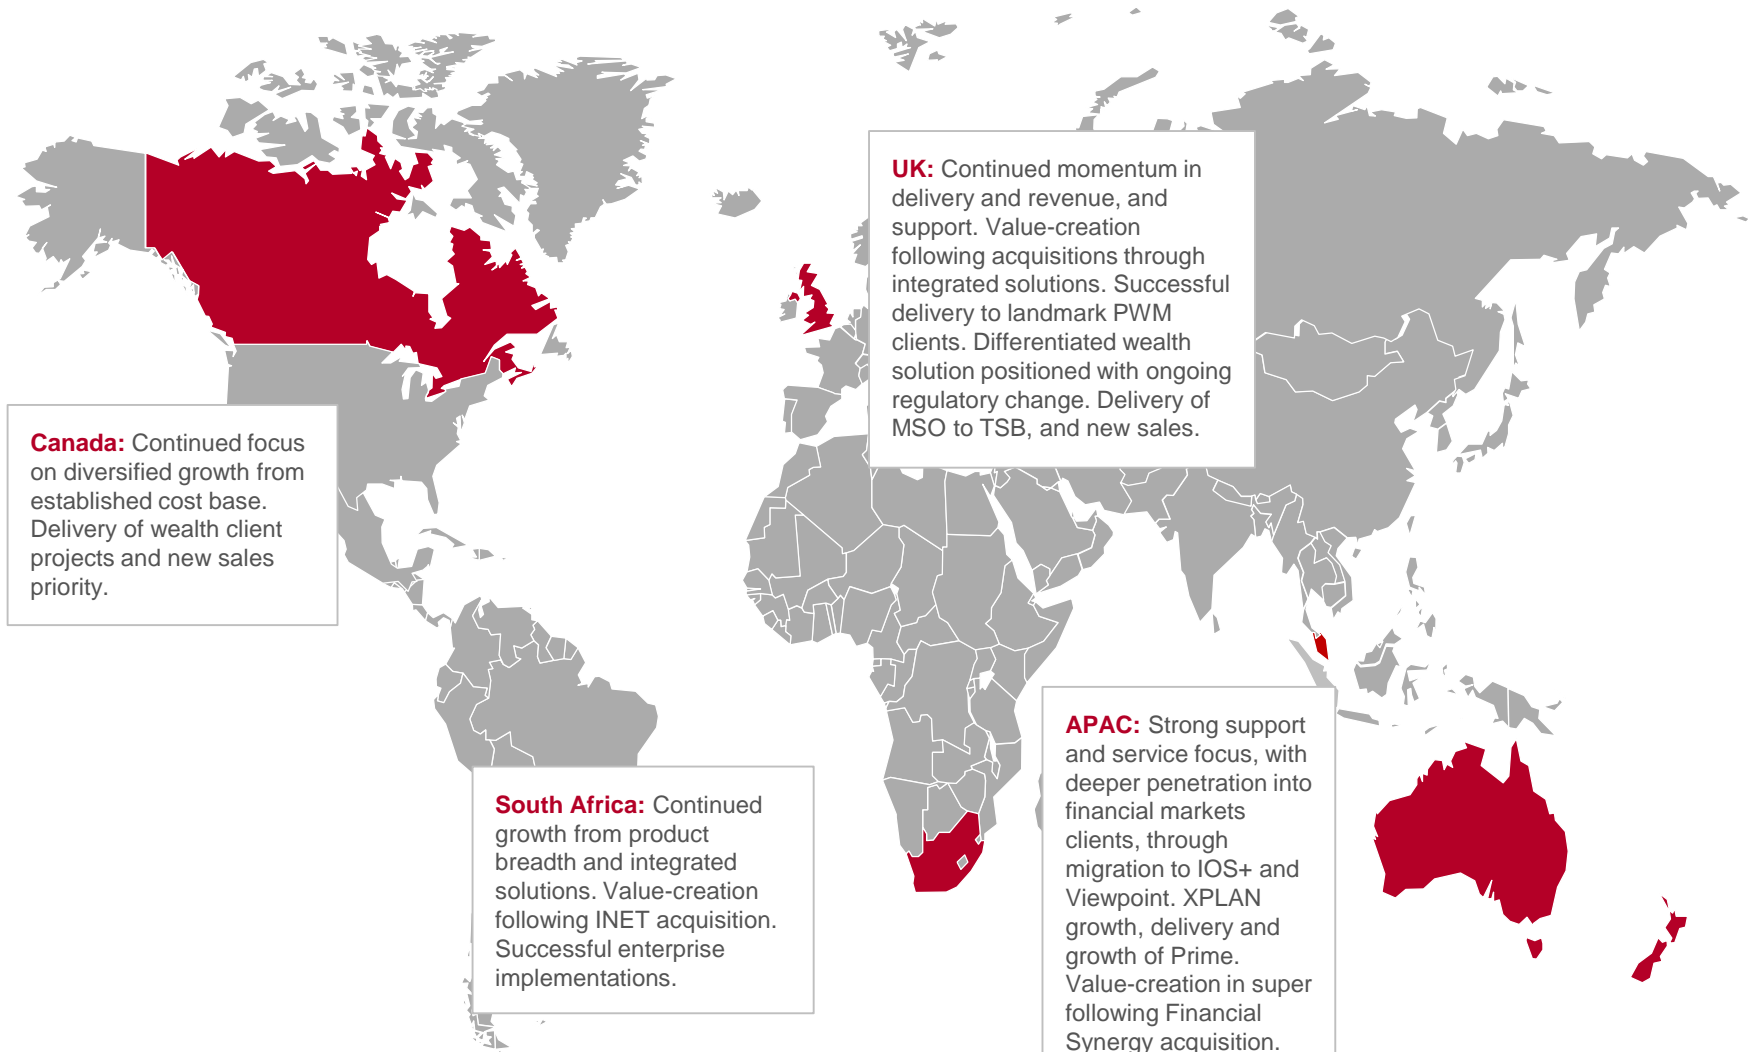 UK: Continued momentum in
delivery and revenue, and
support. Value-creation
following acquisitions through
integrated solutions. Successful
delivery to landmark PWM
clients. Differentiated wealth
solution positioned with ongoing
regulatory change. Delivery of
MSO to TSB, and new sales.
Canada: Continued focus
on diversified growth from
established cost base.
Delivery of wealth client
projects and new sales
priority.
South Africa: Continued
growth from product
breadth and integrated
solutions. Value-creation
following INET acquisition.
Successful enterprise
implementations.
APAC: Strong support
and service focus, with
deeper penetration into
financial markets
clients, through
migration to IOS+ and
Viewpoint. XPLAN
growth, delivery and
growth of Prime.
Value-creation in super
following Financial
Synergy acquisition.